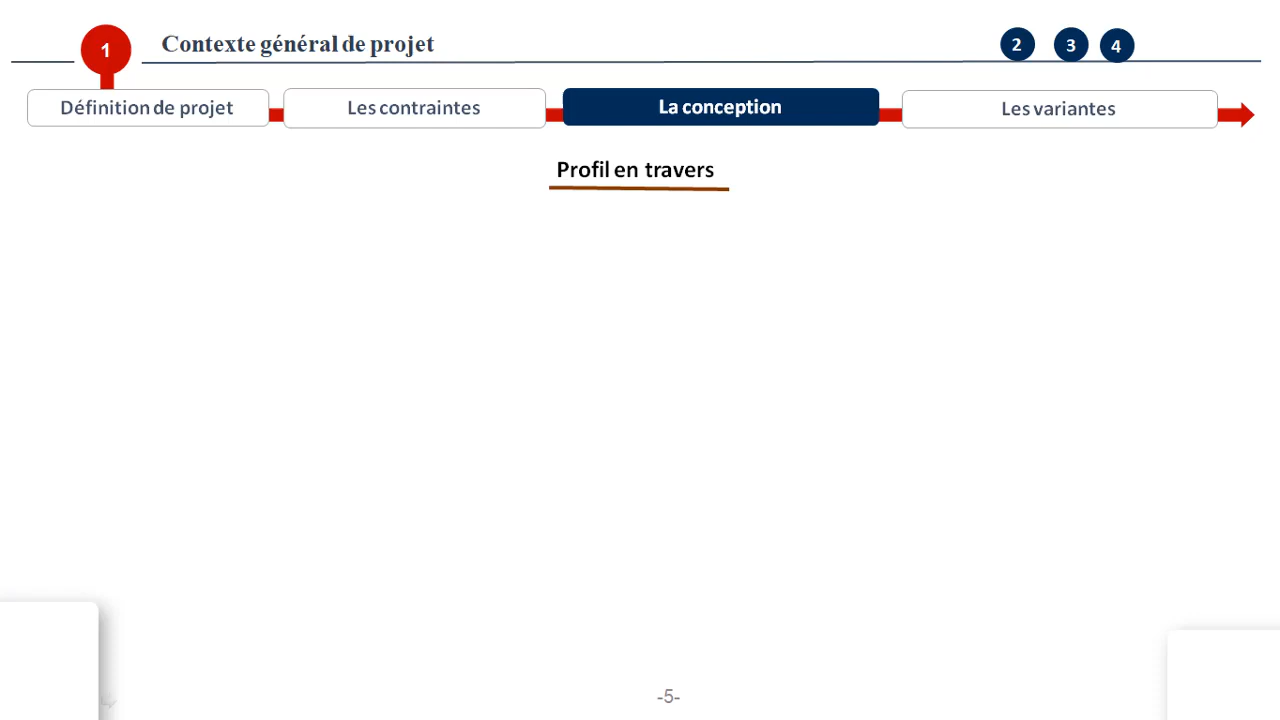 1
Contexte général de projet
2 3 4
Définition de projet
Les contraintes
La conception
Les variantes
Profil en travers
-5-